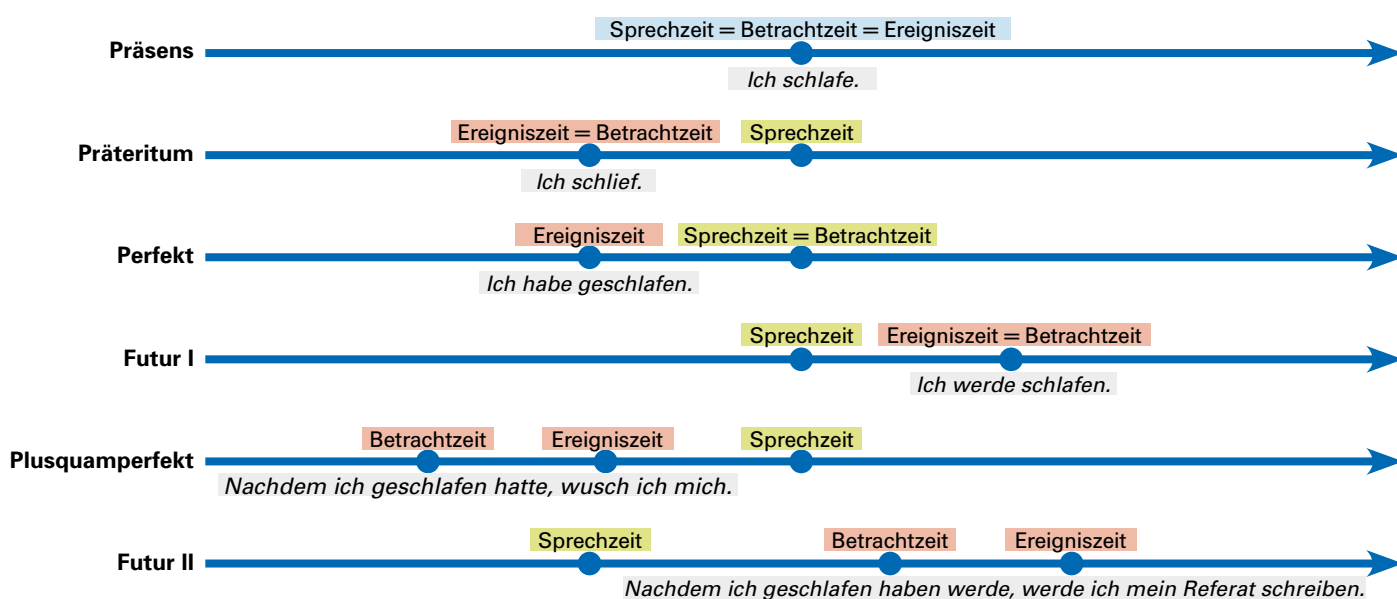 Sprechzeit = Betrachtzeit = Ereigniszeit
Präsens
Ich schlafe.
Ereigniszeit = Betrachtzeit Sprechzeit
Präteritum
Ich schlief.
Ereigniszeit Sprechzeit = Betrachtzeit
Perfekt
Ich habe geschlafen.
Sprechzeit Ereigniszeit = Betrachtzeit
Futur I
Ich werde schlafen.
Betrachtzeit Ereigniszeit Sprechzeit
Plusquamperfekt
Nachdem ich geschlafen hatte, wusch ich mich.
Sprechzeit Betrachtzeit Ereigniszeit
Futur II
Nachdem ich geschlafen haben werde, werde ich mein Referat schreiben.